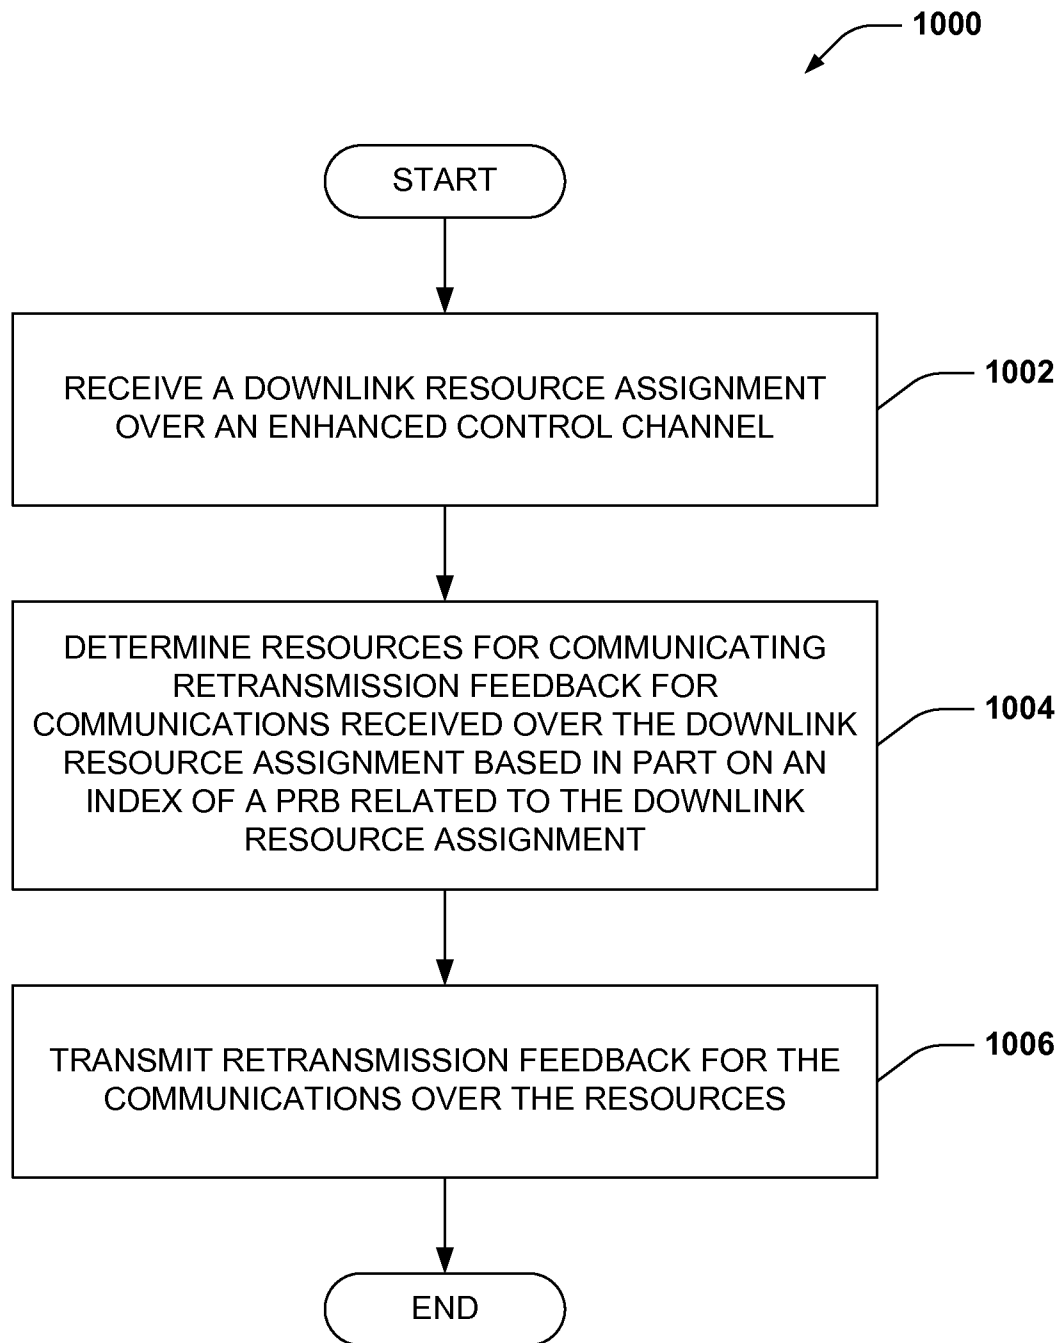 1000
START
RECEIVE A DOWNLINK RESOURCE ASSIGNMENT
OVER AN ENHANCED CONTROL CHANNEL
1002
DETERMINE RESOURCES FOR COMMUNICATING
RETRANSMISSION FEEDBACK FOR
COMMUNICATIONS RECEIVED OVER THE DOWNLINK
RESOURCE ASSIGNMENT BASED IN PART ON AN
INDEX OF A PRB RELATED TO THE DOWNLINK
RESOURCE ASSIGNMENT
1004
TRANSMIT RETRANSMISSION FEEDBACK FOR THE
COMMUNICATIONS OVER THE RESOURCES
1006
END